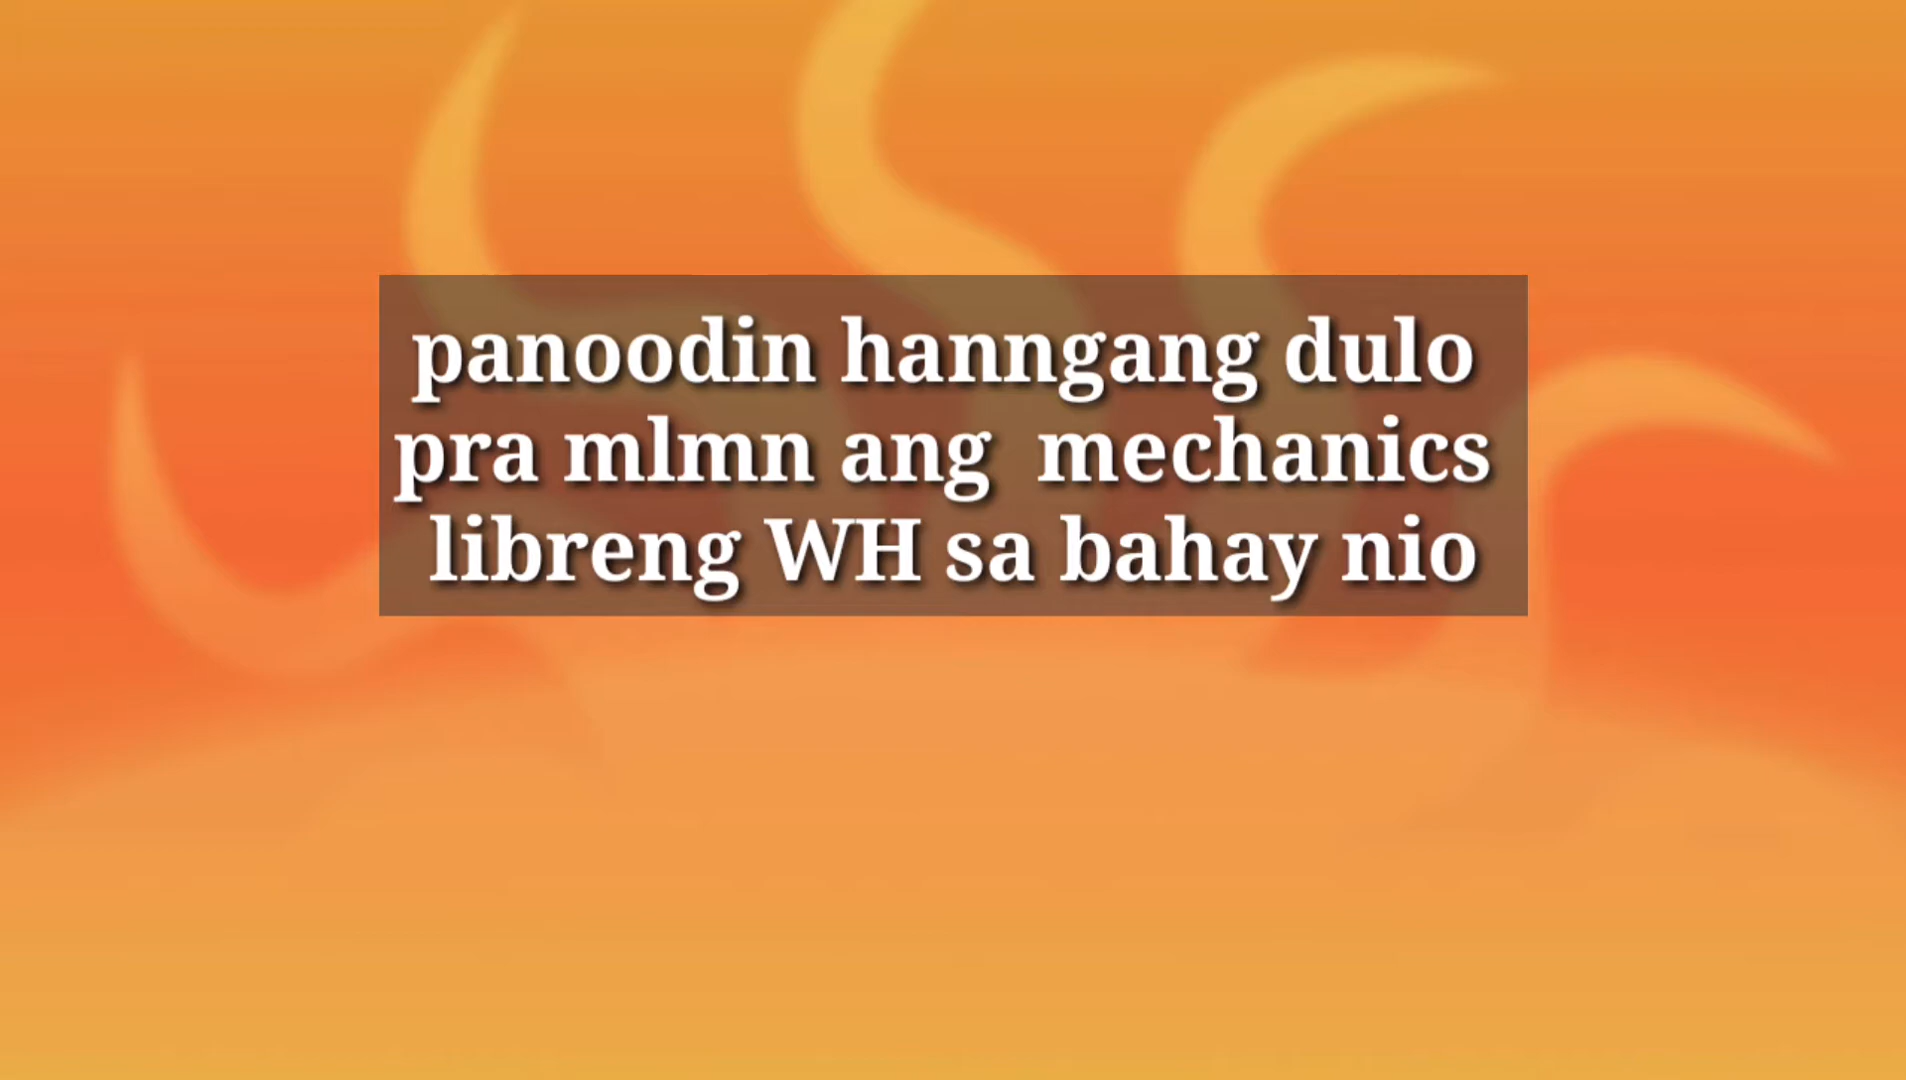 panoodin hanngang dulo
pra mlmn ang mechanics
libreng WH sa bahay nio